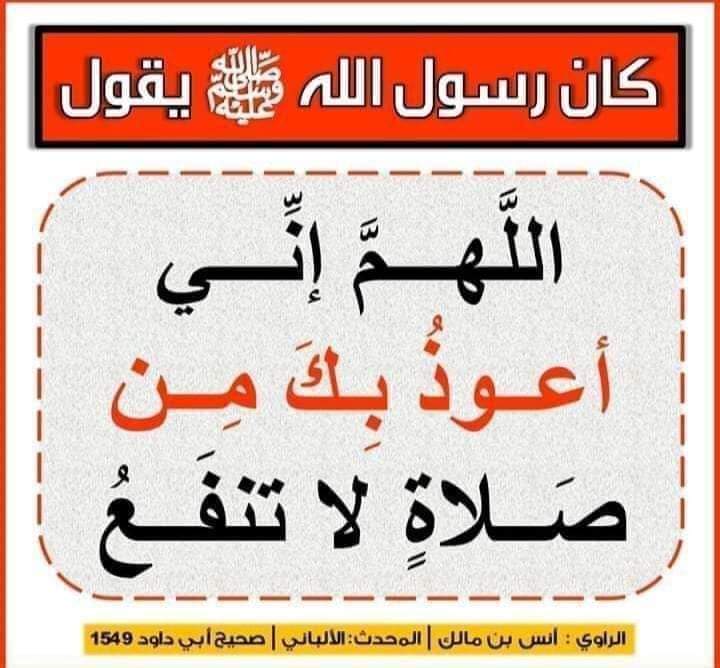 كان رسول الله ﷺ يقول
اللَّهمَّ إنِّي
أعوذُ بِكَ مِن
صَلاةٍ لا تنفَعُ
الراوي : أنس بن مالك | المحدث: الألباني | صحيح أبي داود 1549